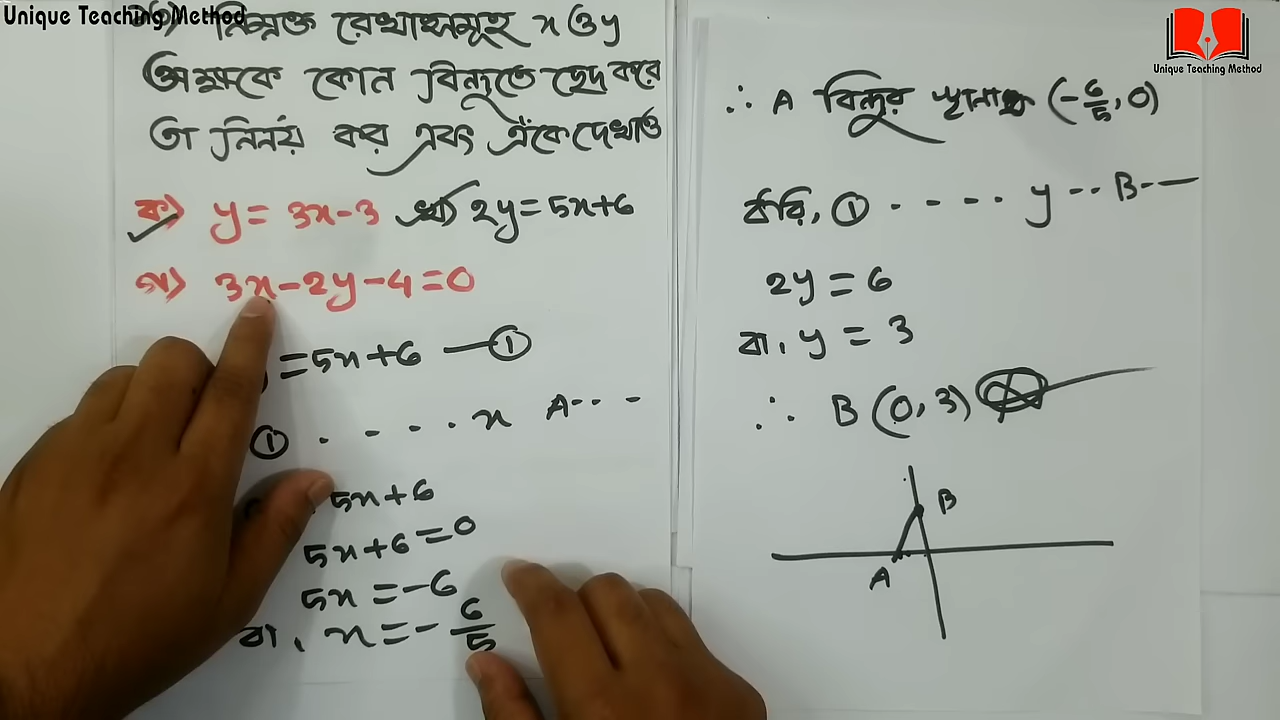 Unique Teaching Method
নিম্নোক্ত রেখাসমূহ x ও y
অক্ষকে কোন বিন্দুতে ছেদ করে
তা নির্নয় কর এবং এঁকে দেখাও
ক) y = 3x-3 খ) 2y = 5x+6
গ) 3x-2y-4=0
=5x+6 —①
① . - - - . x A-- -
5x+6
5x+6=0
5x = -6
বা, x = -6/5
Unique Teaching Method
∴ A বিন্দুর স্থানাঙ্ক (-6/5, 0)
ধরি, ① . - - - . y -- B-—
2y = 6
বা, y = 3
∴ B (0, 3)
B
A